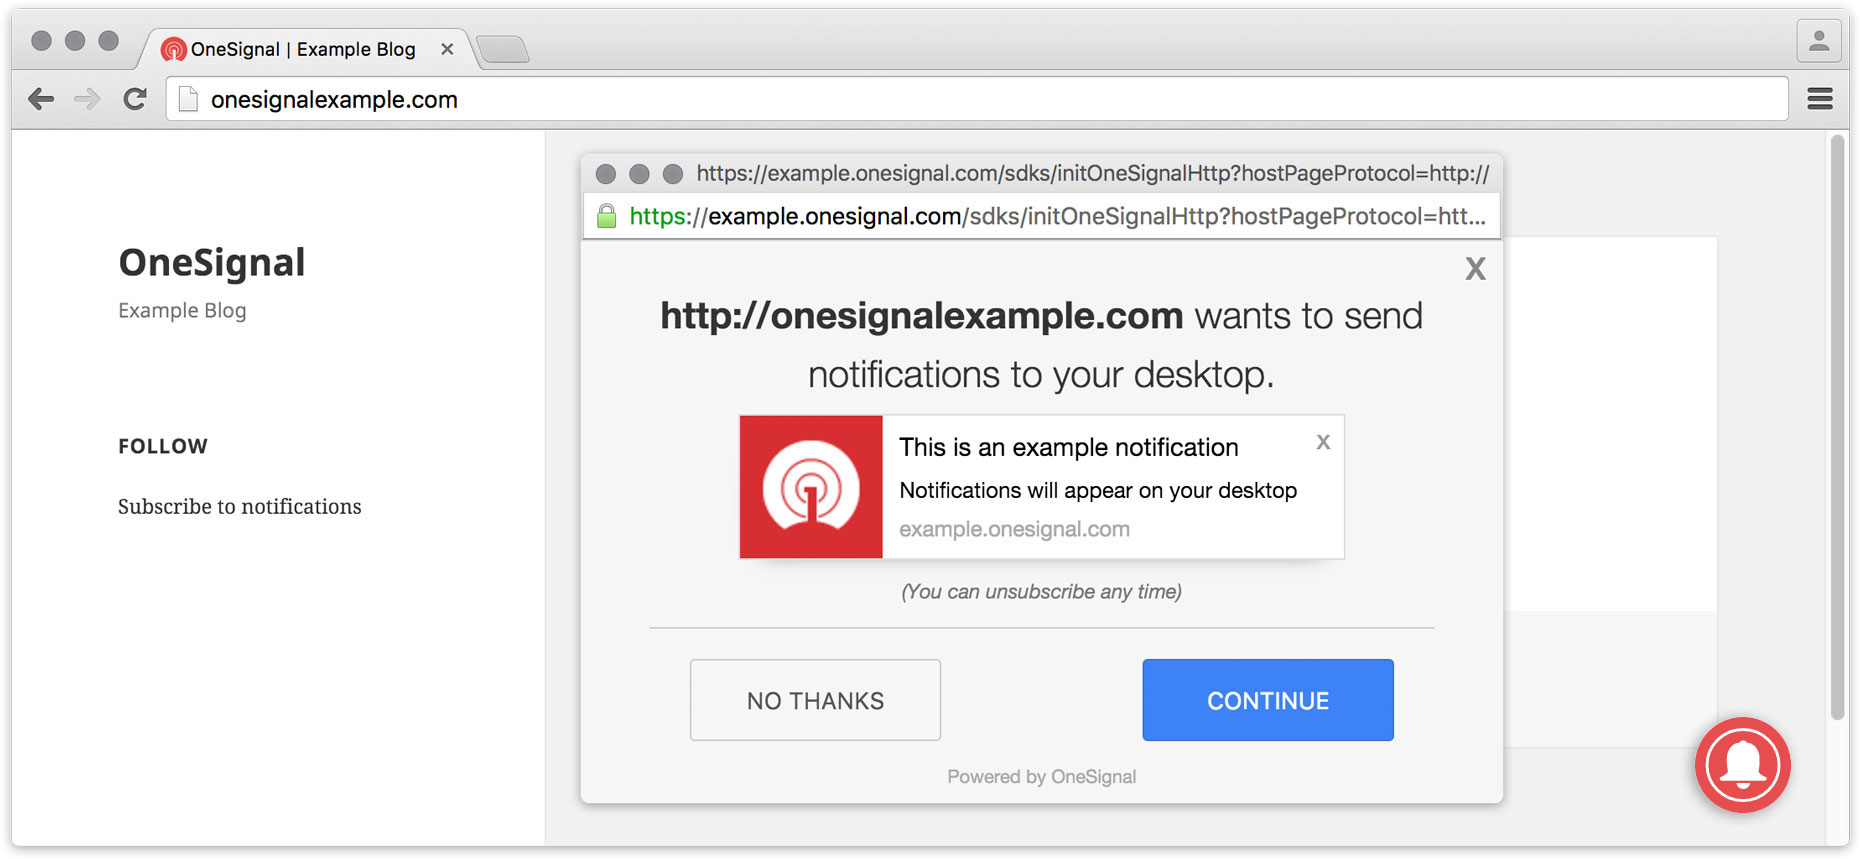 OneSignal | Example Blog
onesignalexample.com
OneSignal
Example Blog
FOLLOW
Subscribe to notifications
https://example.onesignal.com/sdks/initOneSignalHttp?hostPageProtocol=http://
https://example.onesignal.com/sdks/initOneSignalHttp?hostPageProtocol=htt...
X
http://onesignalexample.com wants to send
notifications to your desktop.
This is an example notification
X
Notifications will appear on your desktop
example.onesignal.com
(You can unsubscribe any time)
NO THANKS
CONTINUE
Powered by OneSignal